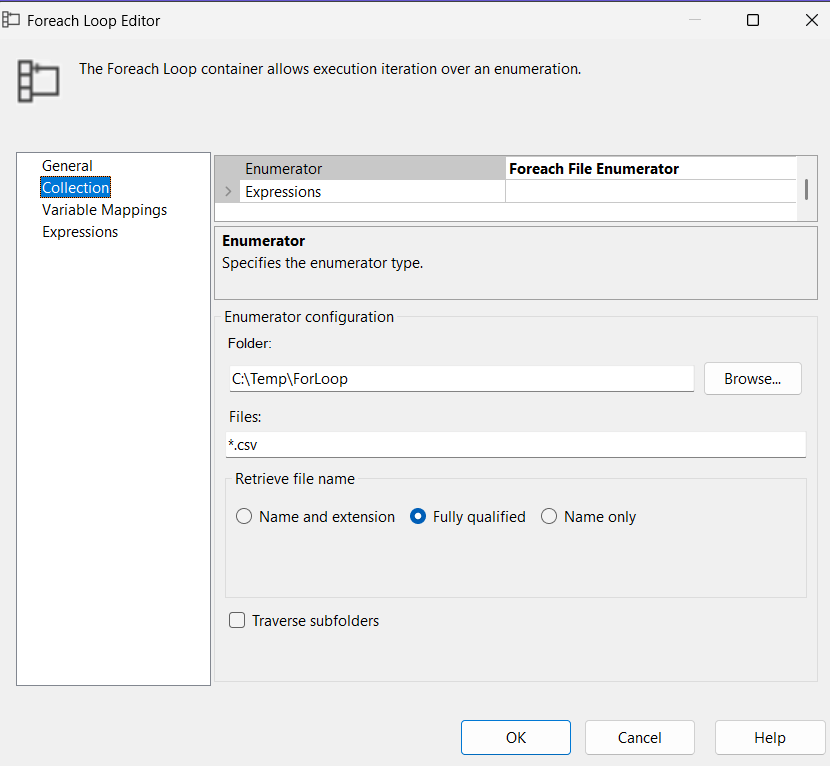 Foreach Loop Editor
The Foreach Loop container allows execution iteration over an enumeration.
General
Collection
Variable Mappings
Expressions
Enumerator Foreach File Enumerator
Expressions
Enumerator
Specifies the enumerator type.
Enumerator configuration
Folder:
C:\Temp\ForLoop Browse...
Files:
*.csv
Retrieve file name
Name and extension Fully qualified Name only
Traverse subfolders
OK Cancel Help